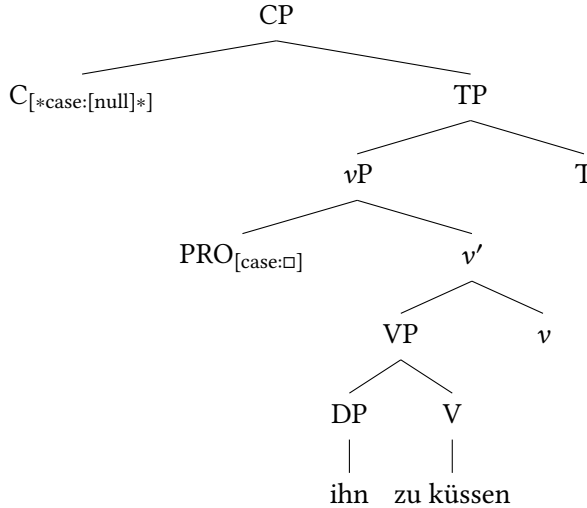 CP
C[∗case:[null]∗] TP
vP T
PRO[case:□] v′
VP v
DP V
ihn zu küssen